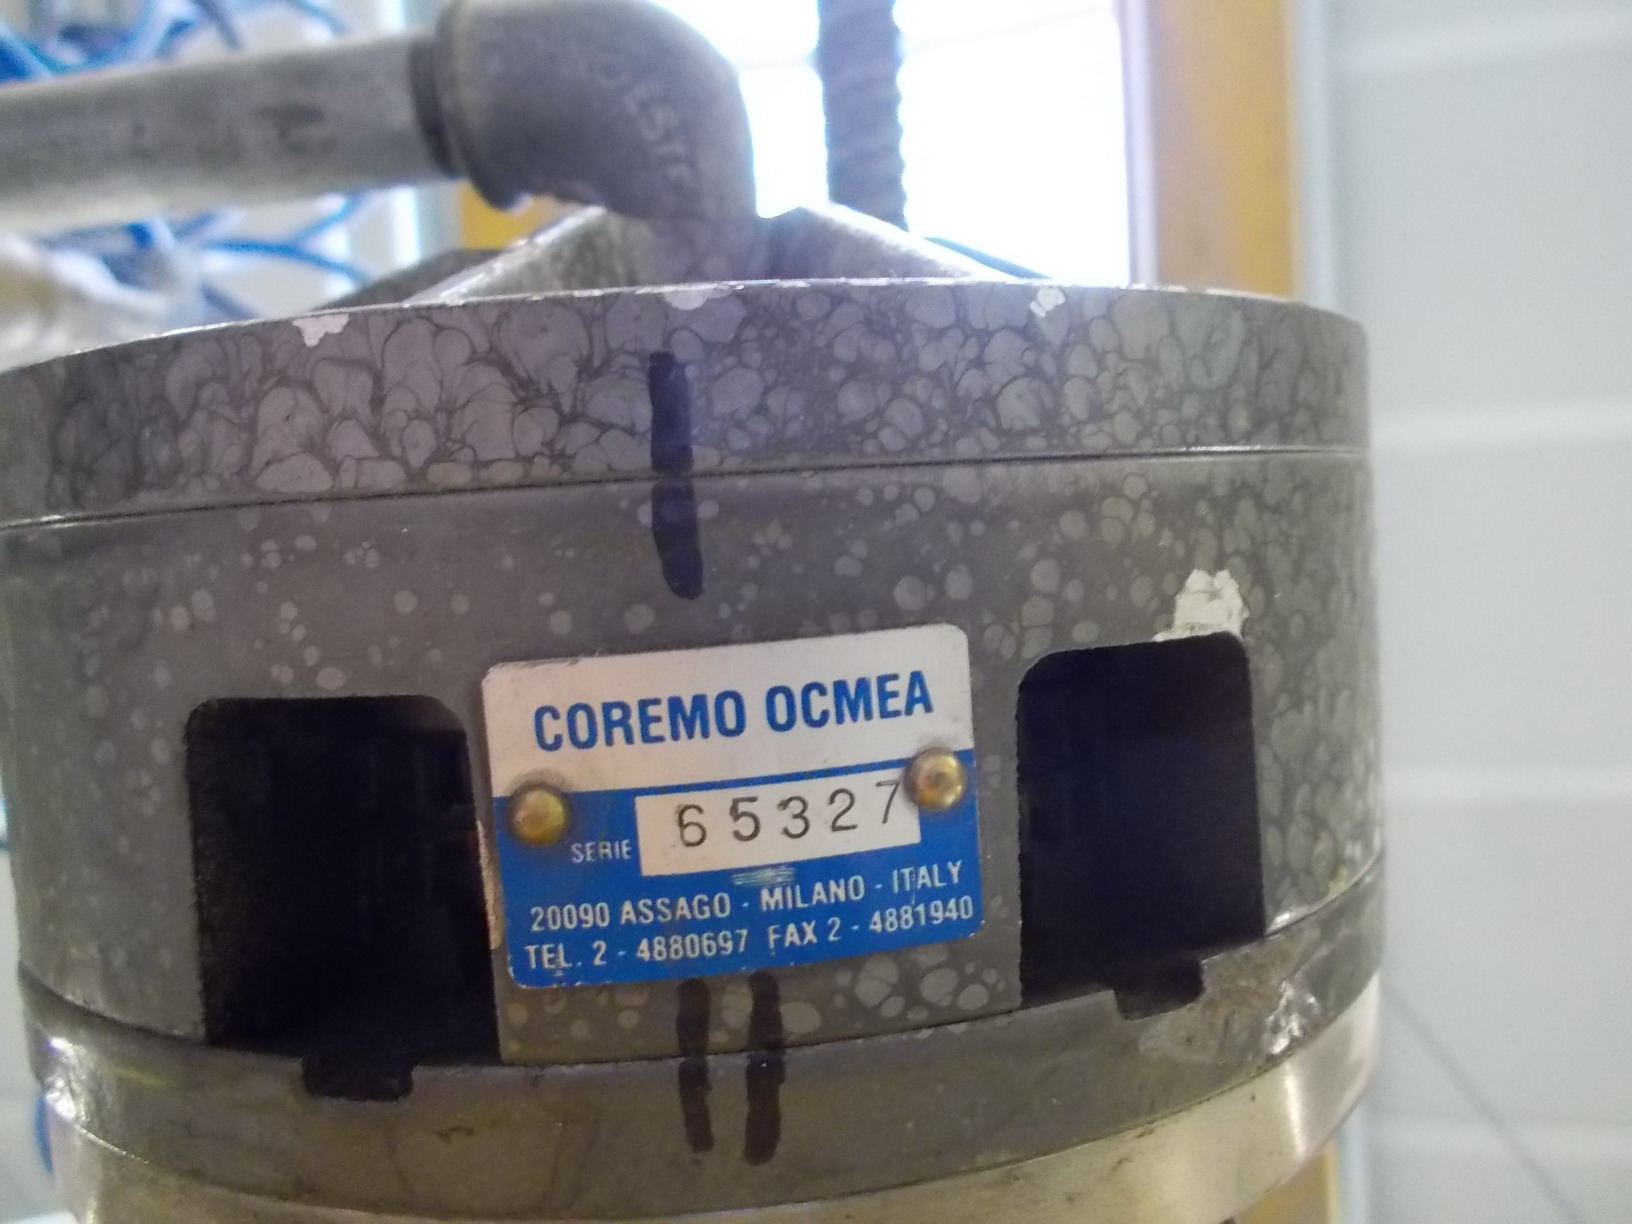 COREMO OCMEA
SERIE 65327
20090 ASSAGO - MILANO - ITALY
TEL. 2 - 4880697 FAX 2 - 4881940